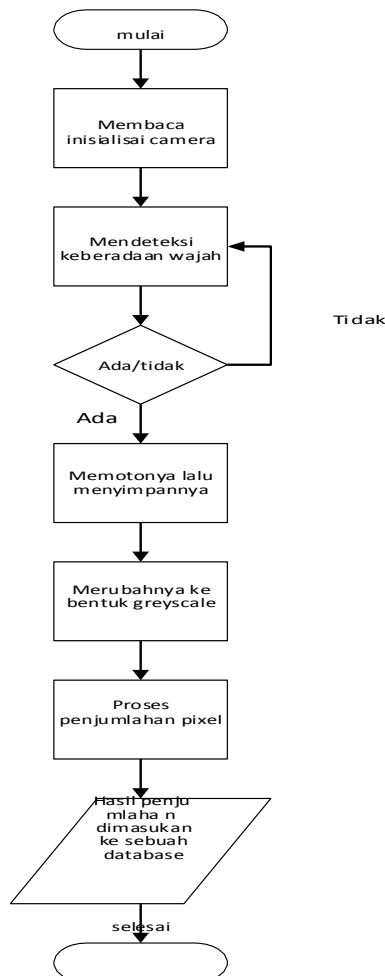 mulai
Membaca
inisialisai camera
Mendeteksi
keberadaan wajah
Tidak
Ada/tidak
Ada
Memotonya lalu
menyimpannya
Merubahnya ke
bentuk greyscale
Proses
penjumlahan pixel
Hasil penju
mlaha n
dimasukan
ke sebuah
database
selesai